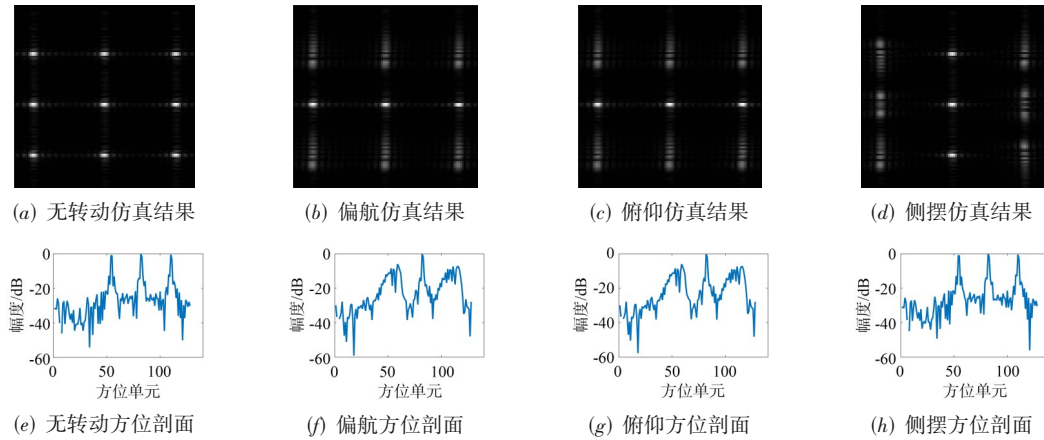 (a) 无转动仿真结果
(b) 偏航仿真结果
(c) 俯仰仿真结果
(d) 侧摆仿真结果
0
-20
-40
-60
幅度/dB
0 50 100
方位单元
0
-20
-40
-60
幅度/dB
0 50 100
方位单元
0
-20
-40
-60
幅度/dB
0 50 100
方位单元
0
-20
-40
-60
幅度/dB
0 50 100
方位单元
(e) 无转动方位剖面
(f) 偏航方位剖面
(g) 俯仰方位剖面
(h) 侧摆方位剖面